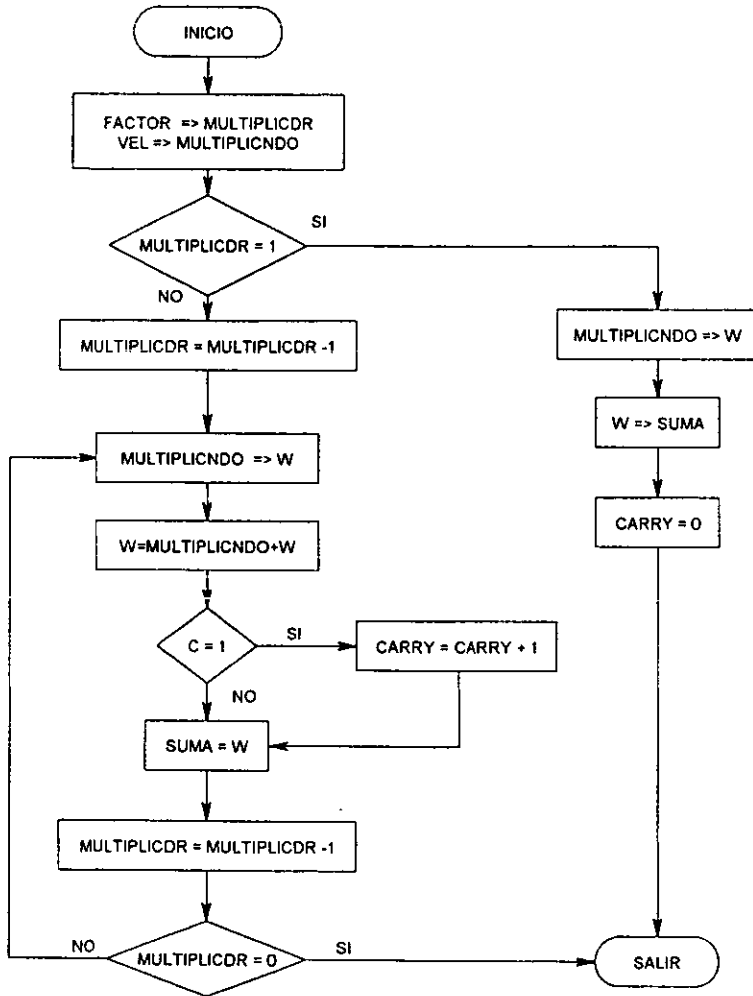 INICIO
FACTOR => MULTIPLICDR
VEL => MULTIPLICNDO
MULTIPLICDR = 1
SI
NO
MULTIPLICDR = MULTIPLICDR -1
MULTIPLICNDO => W
MULTIPLICNDO => W
W => SUMA
W=MULTIPLICNDO+W
CARRY = 0
C = 1
SI
CARRY = CARRY + 1
NO
SUMA = W
MULTIPLICDR = MULTIPLICDR -1
MULTIPLICDR = 0
NO
SI
SALIR